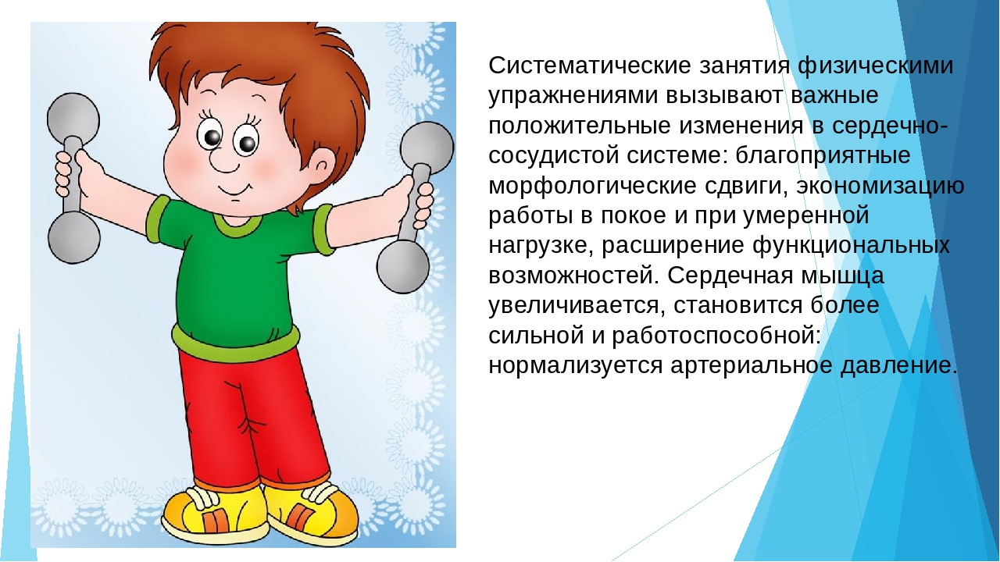 Систематические занятия физическими
упражнениями вызывают важные
положительные изменения в сердечно-
сосудистой системе: благоприятные
морфологические сдвиги, экономизацию
работы в покое и при умеренной
нагрузке, расширение функциональных
возможностей. Сердечная мышца
увеличивается, становится более
сильной и работоспособной:
нормализуется артериальное давление.